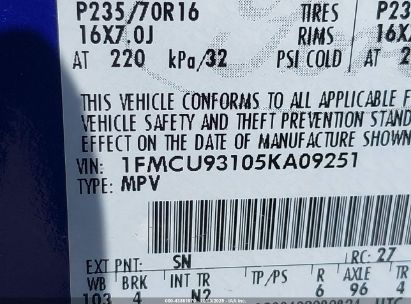 P235/70R16 TIRES P23
16X7.0J RIMS 16X
AT 220 kPa/32 PSI COLD AT 2
THIS VEHICLE CONFORMS TO ALL APPLICABLE F
VEHICLE SAFETY AND THEFT PREVENTION STAND
EFFECT ON THE DATE OF MANUFACTURE SHOWN
VIN: 1FMCU93105KA09251
TYPE: MPV
EXT PNT: SN RC: 27
WB BRK INT TR TP/PS R AXLE TR
103 4 N2 6 96 4